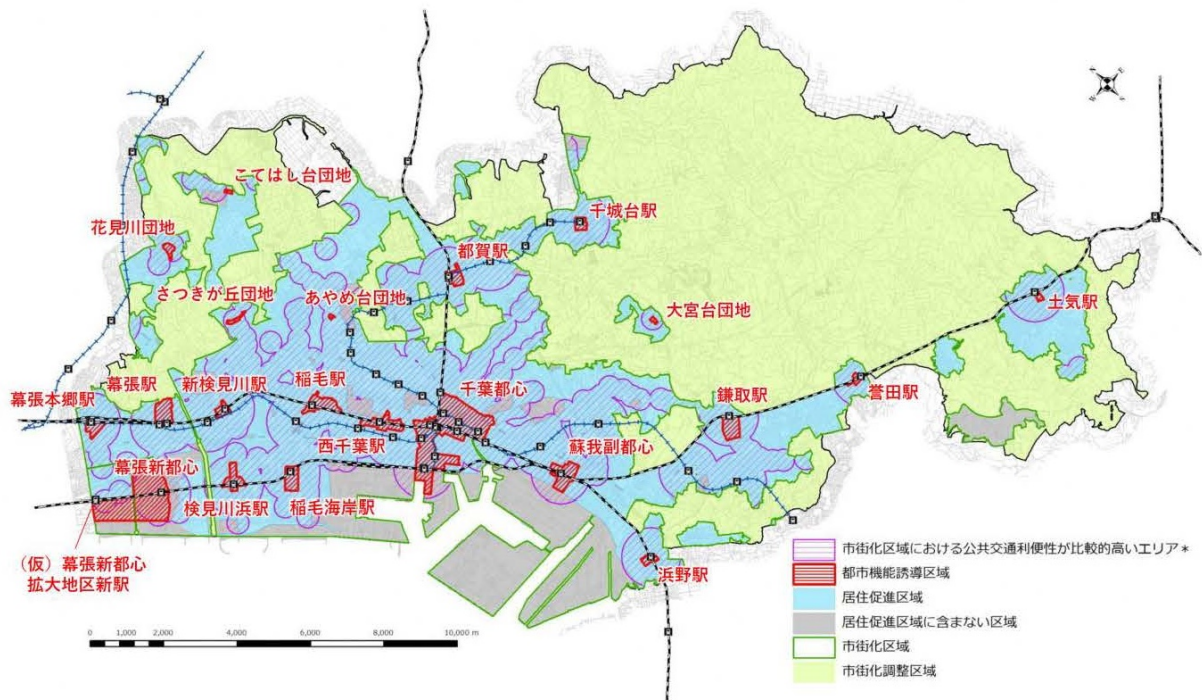 こてはし台団地
花見川団地
千城台駅
都賀駅
さつきが丘団地
あやめ台団地
大宮台団地
土気駅
幕張駅
新検見川駅
稲毛駅
千葉都心
鎌取駅
誉田駅
幕張本郷駅
西千葉駅
蘇我副都心
幕張新都心
検見川浜駅
稲毛海岸駅
浜野駅
(仮)幕張新都心
拡大地区新駅
0 1,000 2,000 4,000 6,000 8,000 10,000 m
市街化区域における公共交通利便性が比較的高いエリア*
都市機能誘導区域
居住促進区域
居住促進区域に含まない区域
市街化区域
市街化調整区域